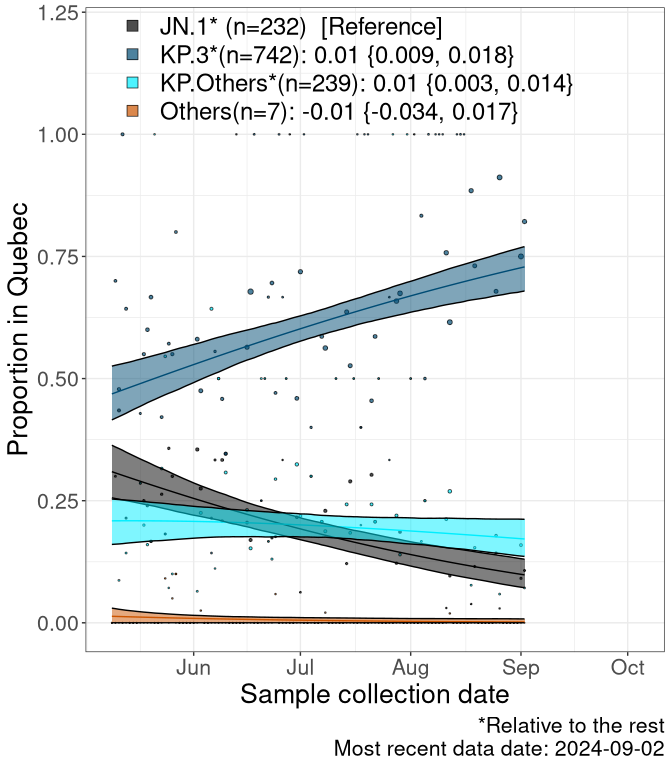 JN.1* (n=232)  [Reference]
KP.3*(n=742): 0.01 {0.009, 0.018}
KP.Others*(n=239): 0.01 {0.003, 0.014}
Others(n=7): -0.01 {-0.034, 0.017}
1.25
1.00
0.75
0.50
0.25
0.00
Proportion in Quebec
Jun Jul Aug Sep Oct
Sample collection date
*Relative to the rest
Most recent data date: 2024-09-02